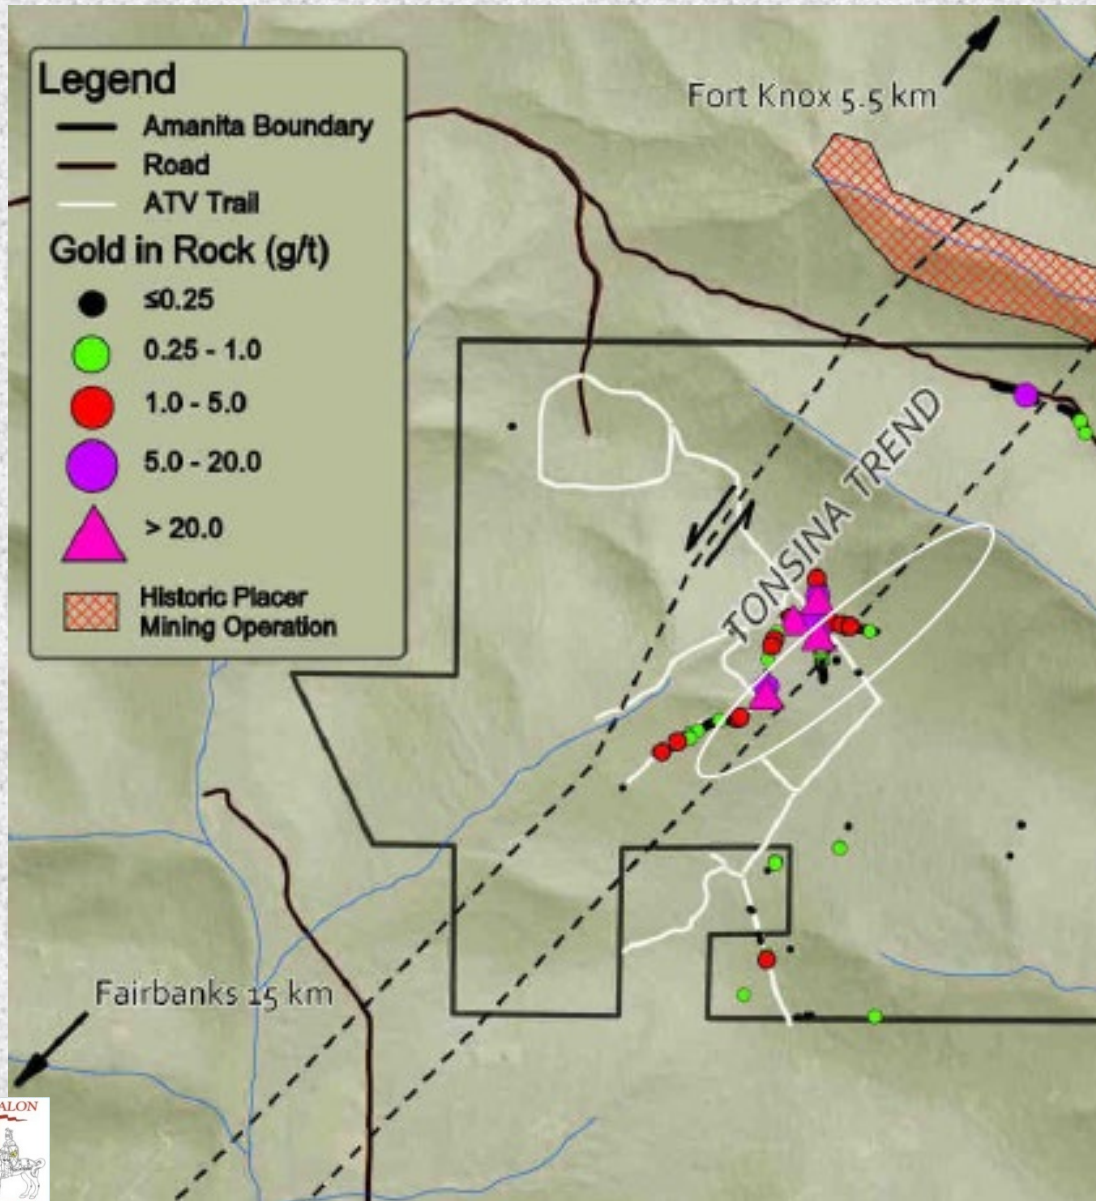 Legend
Amanita Boundary
Road
ATV Trail
Gold in Rock (g/t)
≤0.25
0.25 - 1.0
1.0 - 5.0
5.0 - 20.0
> 20.0
Historic Placer
Mining Operation
Fort Knox 5.5 km
TONSINA TREND
Fairbanks 15 km
ALON